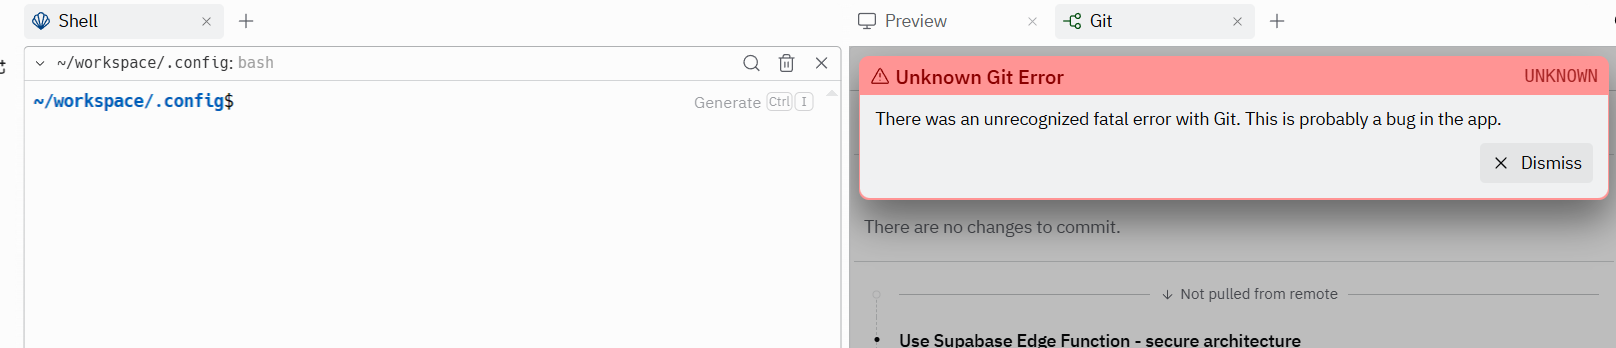 Shell
~/workspace/.config: bash
~/workspace/.config$
Generate Ctrl I
Preview
Git
Unknown Git Error
UNKNOWN
There was an unrecognized fatal error with Git. This is probably a bug in the app.
Dismiss
There are no changes to commit.
Not pulled from remote
Use Supabase Edge Function - secure architecture